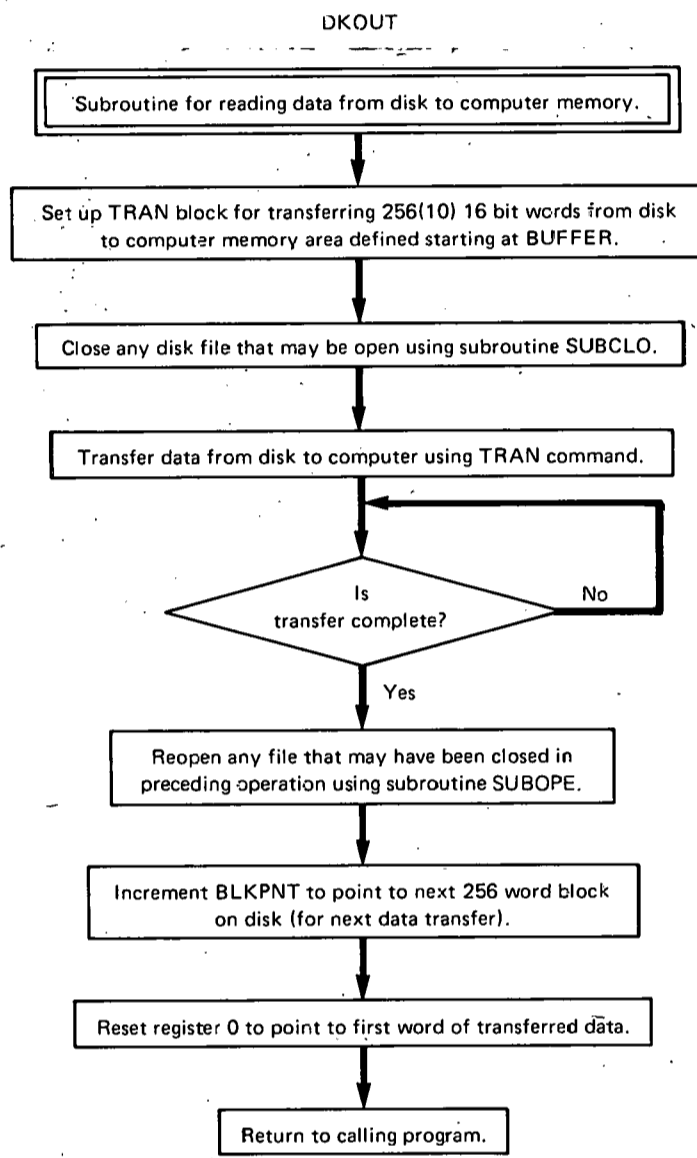 DKOUT
Subroutine for reading data from disk to computer memory.
Set up TRAN block for transferring 256(10) 16 bit words from disk
to computer memory area defined starting at BUFFER.
Close any disk file that may be open using subroutine SUBCLO.
Transfer data from disk to computer using TRAN command.
Is
transfer complete?
No
Yes
Reopen any file that may have been closed in
preceding operation using subroutine SUBOPE.
Increment BLKPNT to point to next 256 word block
on disk (for next data transfer).
Reset register 0 to point to first word of transferred data.
Return to calling program.